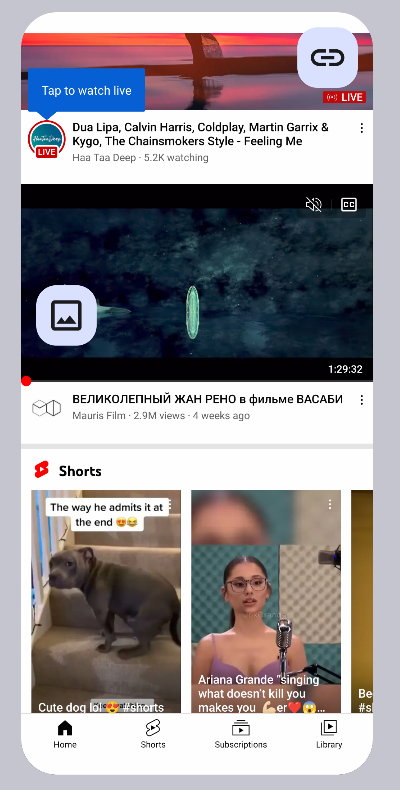 Tap to watch live
LIVE
LIVE
Dua Lipa, Calvin Harris, Coldplay, Martin Garrix &
Kygo, The Chainsmokers Style - Feeling Me
Haa Taa Deep · 5.2K watching
CC
1:29:32
ВЕЛИКОЛЕПНЫЙ ЖАН РЕНО в фильме ВАСАБИ
Mauris Film · 2.9M views · 4 weeks ago
Shorts
The way he admits it at
the end 😍😂
Cute dog lol 😍 #shorts
Ariana Grande "singing
what doesn't kill you
makes you 💪er❤️😱...
Be
#sl
Home
Shorts
Subscriptions
Library